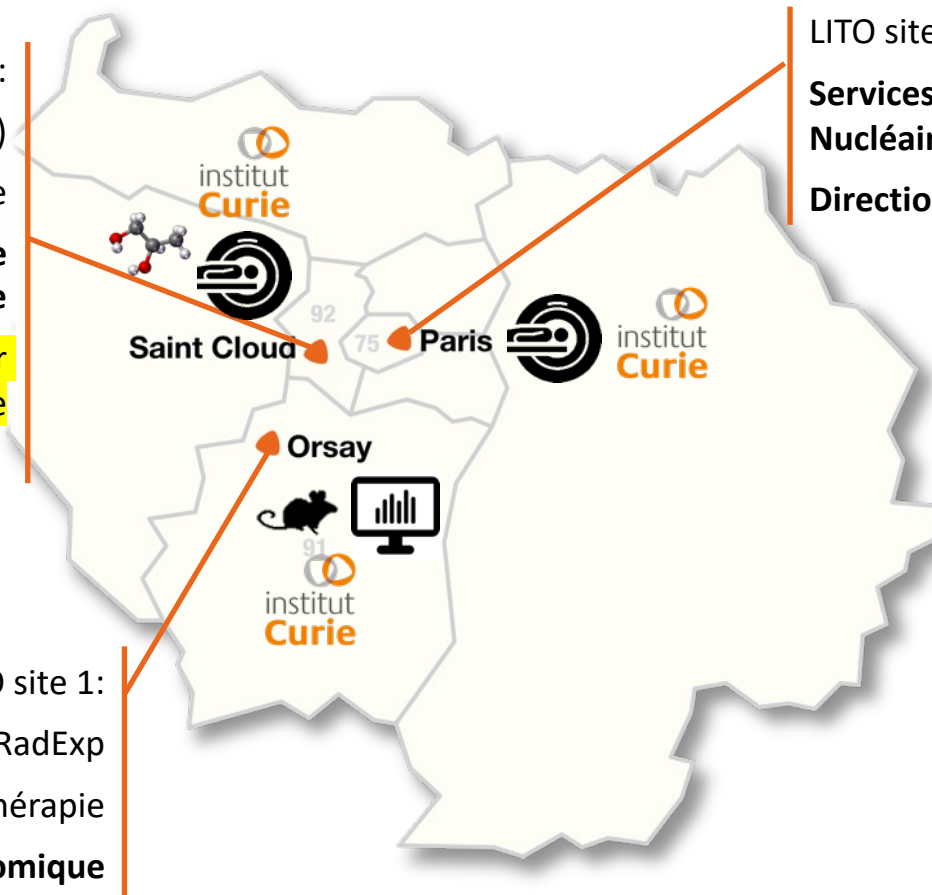 :
)
e
e
e
r
e
LITO site
Services
Nucléair
Directio
institut
Curie
92
Saint Cloud
75
Paris
institut
Curie
Orsay
91
institut
Curie
site 1:
RadExp
hérapie
omique